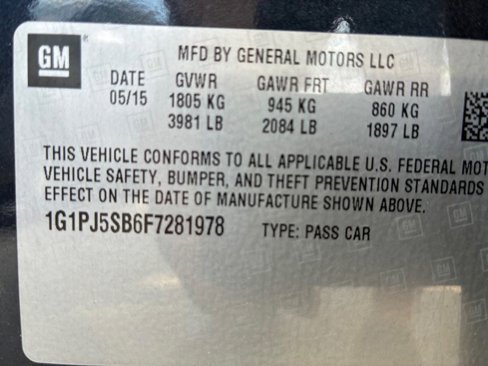 GM
MFD BY GENERAL MOTORS LLC
DATE GVWR GAWR FRT GAWR RR
05/15 1805 KG 945 KG 860 KG
3981 LB 2084 LB 1897 LB
THIS VEHICLE CONFORMS TO ALL APPLICABLE U.S. FEDERAL MOT
VEHICLE SAFETY, BUMPER, AND THEFT PREVENTION STANDARDS
EFFECT ON THE DATE OF MANUFACTURE SHOWN ABOVE.
1G1PJ5SB6F7281978 TYPE: PASS CAR